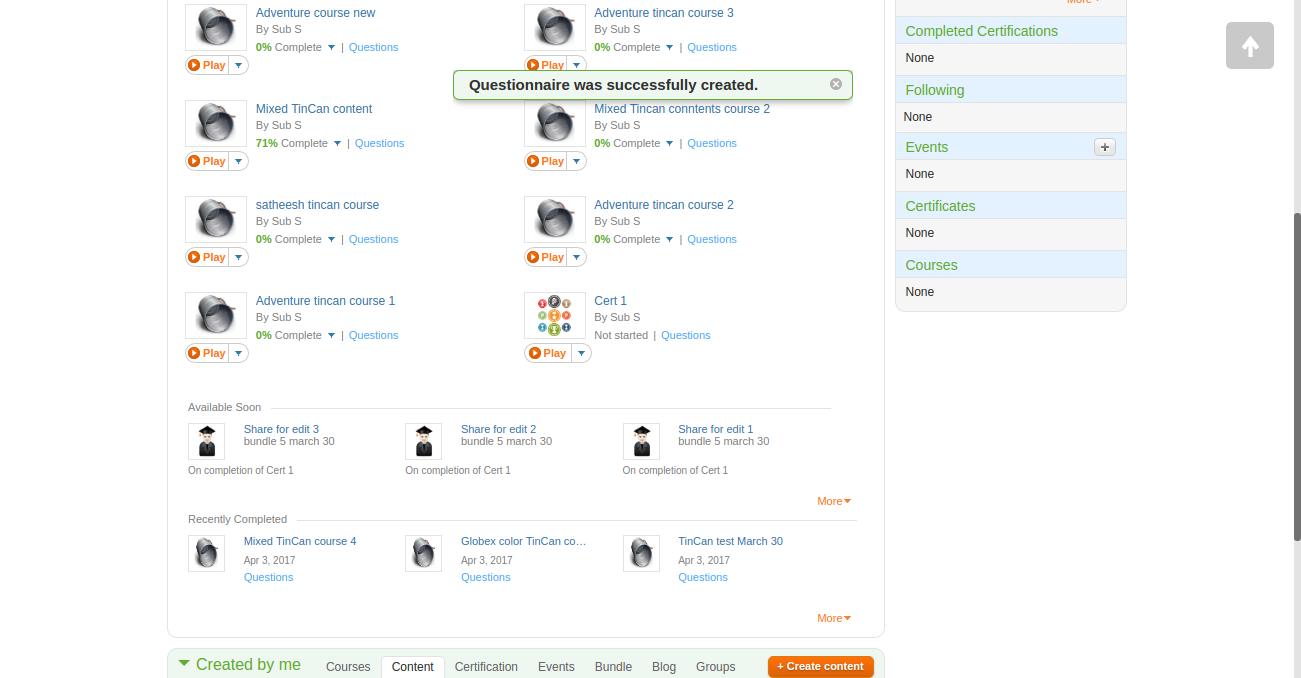 Adventure course new
By Sub S
0% Complete | Questions
Play
Adventure tincan course 3
By Sub S
0% Complete | Questions
Play
Questionnaire was successfully created.
Mixed TinCan content
By Sub S
71% Complete | Questions
Play
Mixed Tincan conntents course 2
By Sub S
0% Complete | Questions
Play
satheesh tincan course
By Sub S
0% Complete | Questions
Play
Adventure tincan course 2
By Sub S
0% Complete | Questions
Play
Adventure tincan course 1
By Sub S
0% Complete | Questions
Play
Cert 1
By Sub S
Not started | Questions
Play
Available Soon
Share for edit 3
bundle 5 march 30
On completion of Cert 1
Share for edit 2
bundle 5 march 30
On completion of Cert 1
Share for edit 1
bundle 5 march 30
On completion of Cert 1
More
Recently Completed
Mixed TinCan course 4
Apr 3, 2017
Questions
Globex color TinCan co…
Apr 3, 2017
Questions
TinCan test March 30
Apr 3, 2017
Questions
More
Created by me
Courses
Content
Certification
Events
Bundle
Blog
Groups
+ Create content
More
Completed Certifications
None
Following
None
Events
+
None
Certificates
None
Courses
None